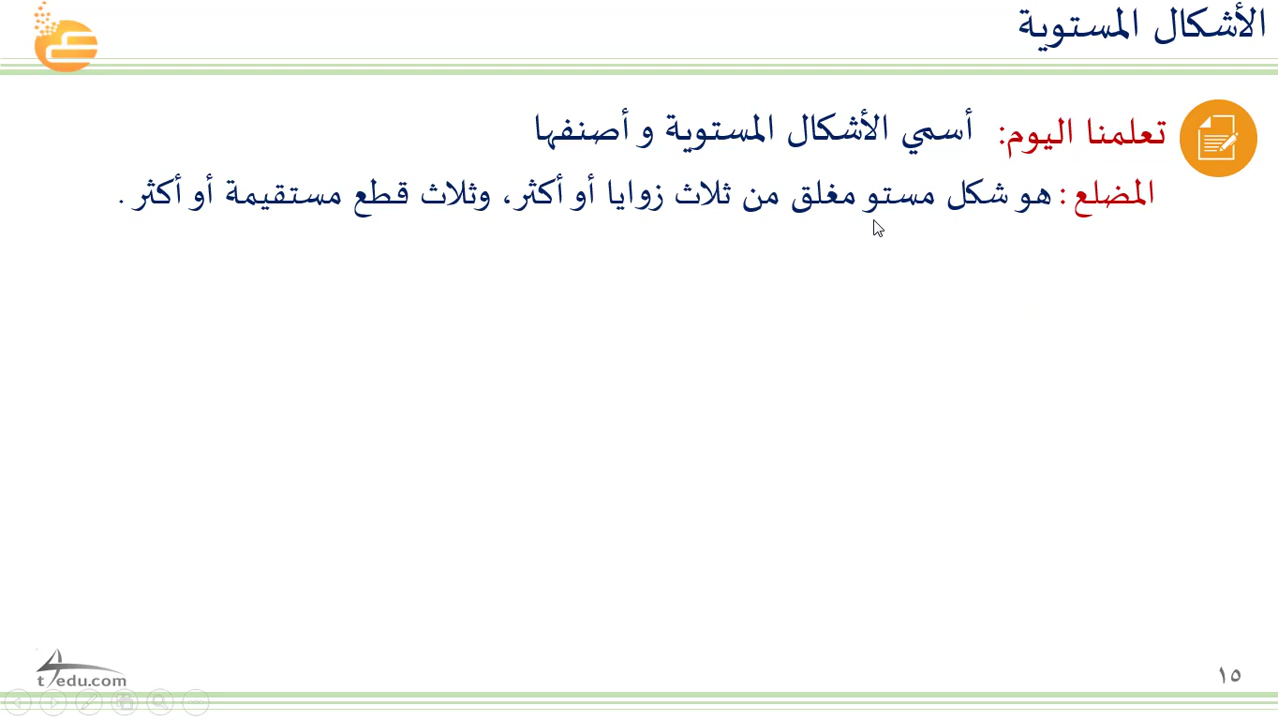 الأشكال المستوية
تعلمنا اليوم: أسمي الأشكال المستوية و أصنفها
المضلع : هو شكل مستو مغلق من ثلاث زوايا أو أكثر، وثلاث قطع مستقيمة أو أكثر .
t4edu.com
١٥